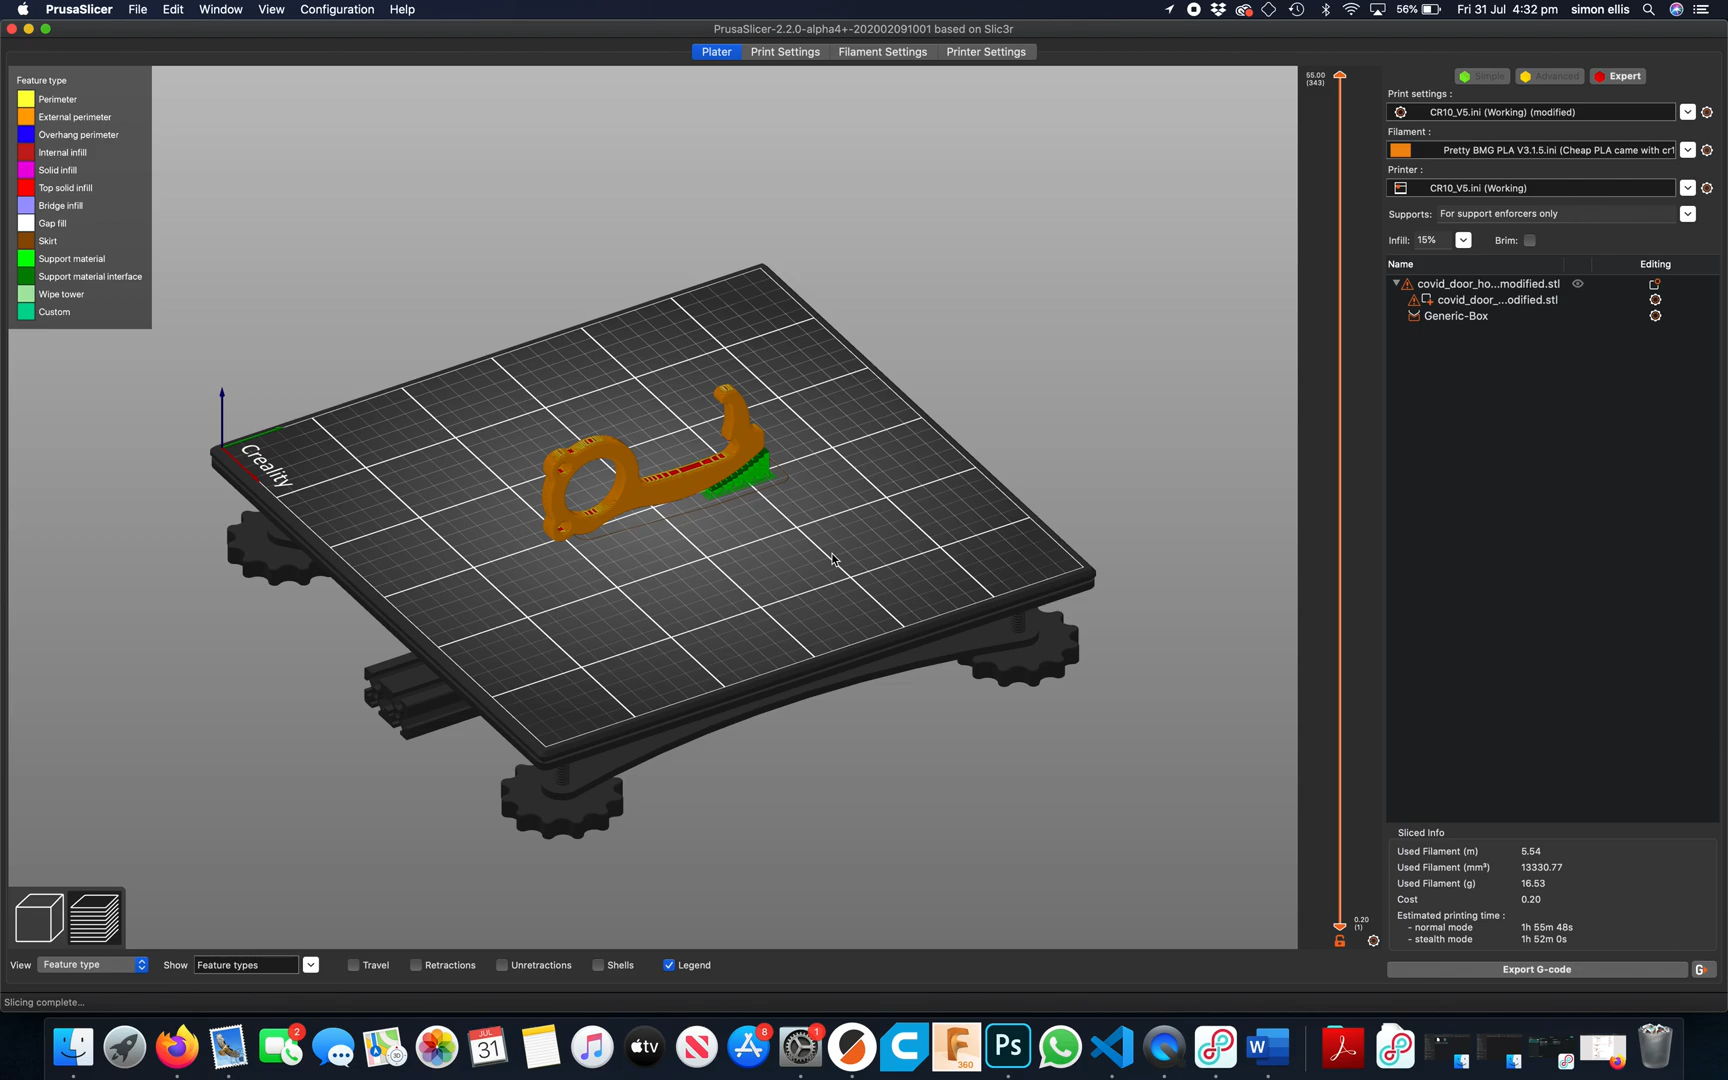 PrusaSlicer File Edit Window View Configuration Help
56% Fri 31 Jul 4:32 pm simon ellis
PrusaSlicer-2.2.0-alpha4+-202002091001 based on Slic3r
Plater Print Settings Filament Settings Printer Settings
Feature type
Perimeter
External perimeter
Overhang perimeter
Internal infill
Solid infill
Top solid infill
Bridge infill
Gap fill
Skirt
Support material
Support material interface
Wipe tower
Custom
Creality
55.00
(343)
0.20
(1)
Simple Advanced Expert
Print settings :
CR10_V5.ini (Working) (modified)
Filament :
Pretty BMG PLA V3.1.5.ini (Cheap PLA came with cr1
Printer :
CR10_V5.ini (Working)
Supports: For support enforcers only
Infill: 15% Brim:
Name Editing
covid_door_ho...modified.stl
covid_door_...odified.stl
Generic-Box
Sliced Info
Used Filament (m) 5.54
Used Filament (mm³) 13330.77
Used Filament (g) 16.53
Cost 0.20
Estimated printing time :
- normal mode 1h 55m 48s
- stealth mode 1h 52m 0s
View Feature type Show Feature types Travel Retractions Unretractions Shells Legend
Export G-code G
Slicing complete...
2 JUL 31 tv 8 1 360 Ps W